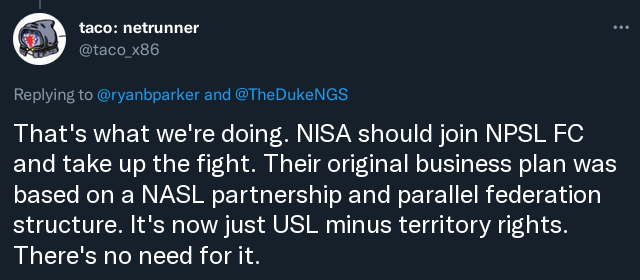 taco: netrunner
@taco_x86
Replying to @ryanbparker and @TheDukeNGS
That's what we're doing. NISA should join NPSL FC
and take up the fight. Their original business plan was
based on a NASL partnership and parallel federation
structure. It's now just USL minus territory rights.
There's no need for it.